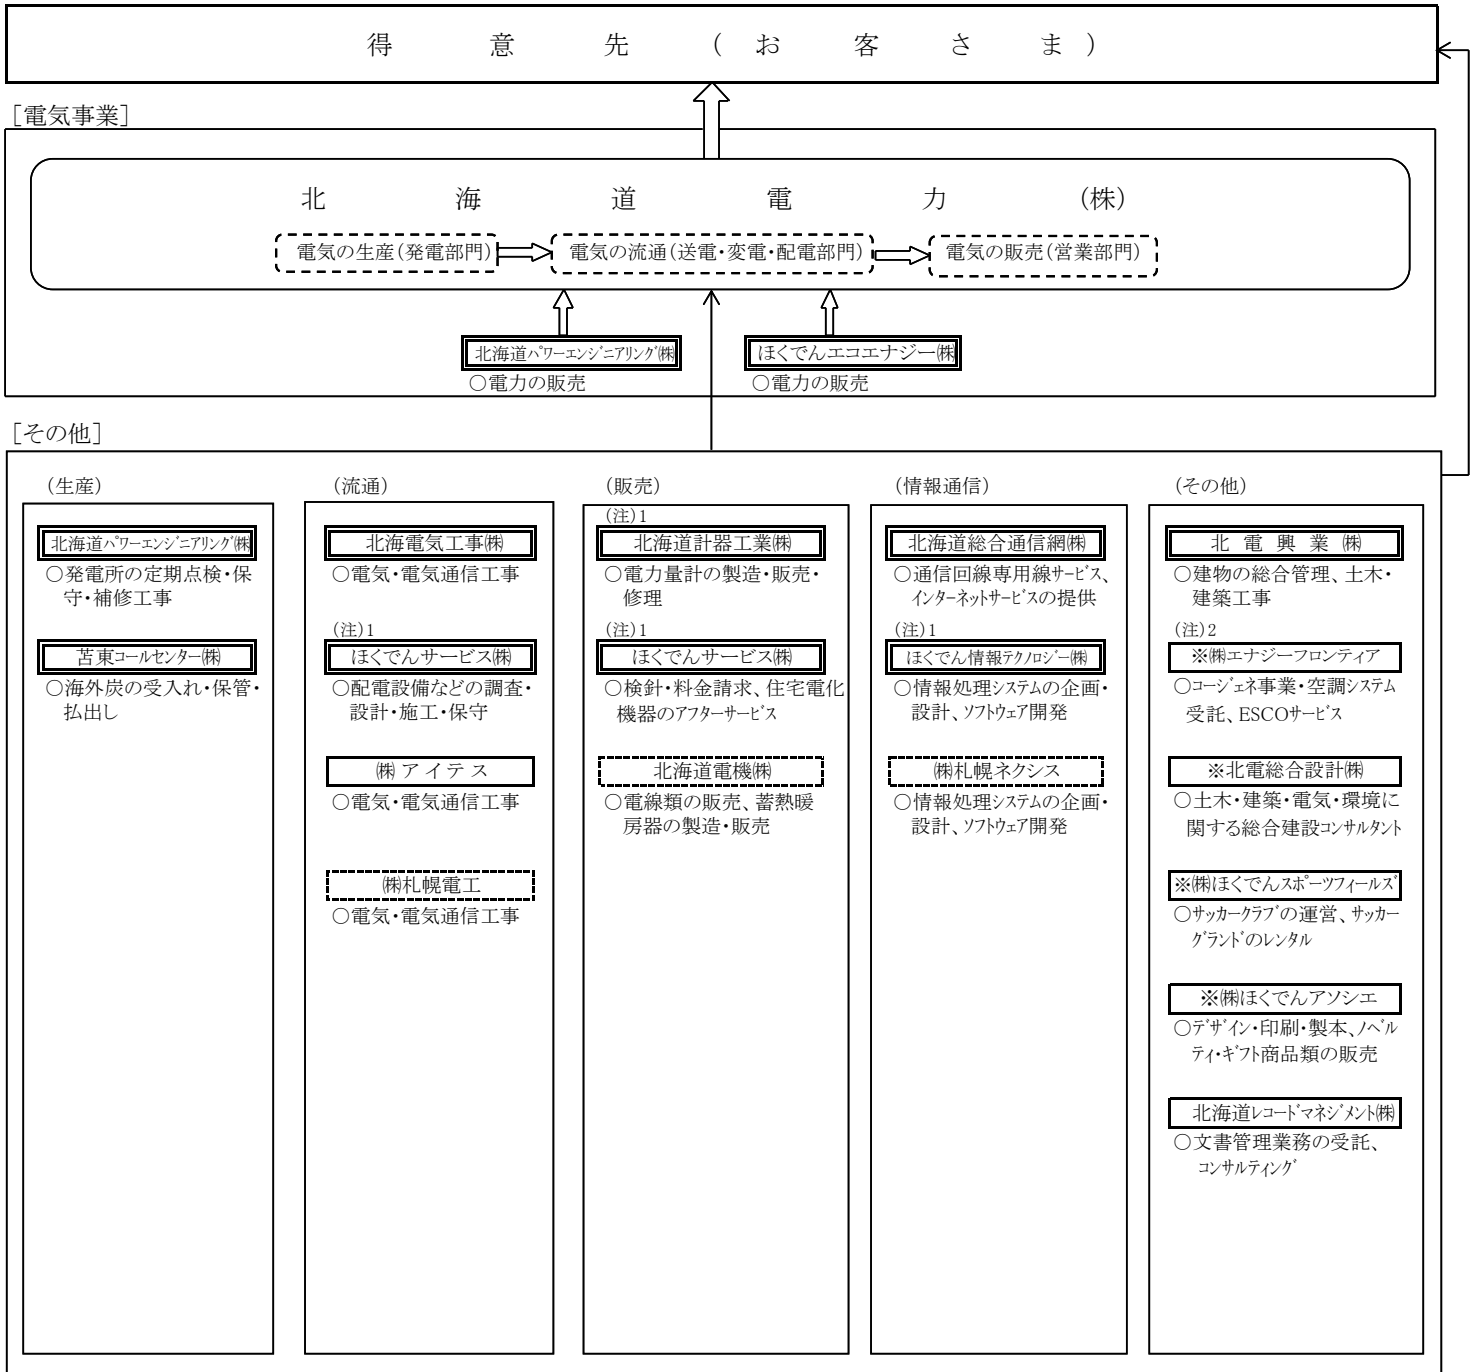 得意先(お客さま)
[電気事業]
北海道電力(株)
電気の生産(発電部門)
電気の流通(送電・変電・配電部門)
電気の販売(営業部門)
北海道パワーエンジニアリング㈱
○電力の販売
ほくでんエコエナジー㈱
○電力の販売
[その他]
(生産)
北海道パワーエンジニアリング㈱
○発電所の定期点検・保
守・補修工事
苫東コールセンター㈱
○海外炭の受入れ・保管・
払出し
(流通)
北海電気工事㈱
○電気・電気通信工事
(注)1
ほくでんサービス㈱
○配電設備などの調査・
設計・施工・保守
㈱アイテス
○電気・電気通信工事
㈱札幌電工
○電気・電気通信工事
(販売)
(注)1
北海道計器工業㈱
○電力量計の製造・販売・
修理
(注)1
ほくでんサービス㈱
○検針・料金請求、住宅電化
機器のアフターサービス
北海道電機㈱
○電線類の販売、蓄熱暖
房器の製造・販売
(情報通信)
北海道総合通信網㈱
○通信回線専用線サービス、
インターネットサービスの提供
(注)1
ほくでん情報テクノロジー㈱
○情報処理システムの企画・
設計、ソフトウェア開発
㈱札幌ネクシス
○情報処理システムの企画・
設計、ソフトウェア開発
(その他)
北電興業㈱
○建物の総合管理、土木・
建築工事
(注)2
※㈱エナジーフロンティア
○コージェネ事業・空調システム
受託、ESCOサービス
※北電総合設計㈱
○土木・建築・電気・環境に
関する総合建設コンサルタント
※㈱ほくでんスポーツフィールズ
○サッカークラブの運営、サッカー
グランドのレンタル
※㈱ほくでんアソシエ
○デザイン・印刷・製本、ノベル
ティ・ギフト商品類の販売
北海道レコードマネジメント㈱
○文書管理業務の受託、
コンサルティング